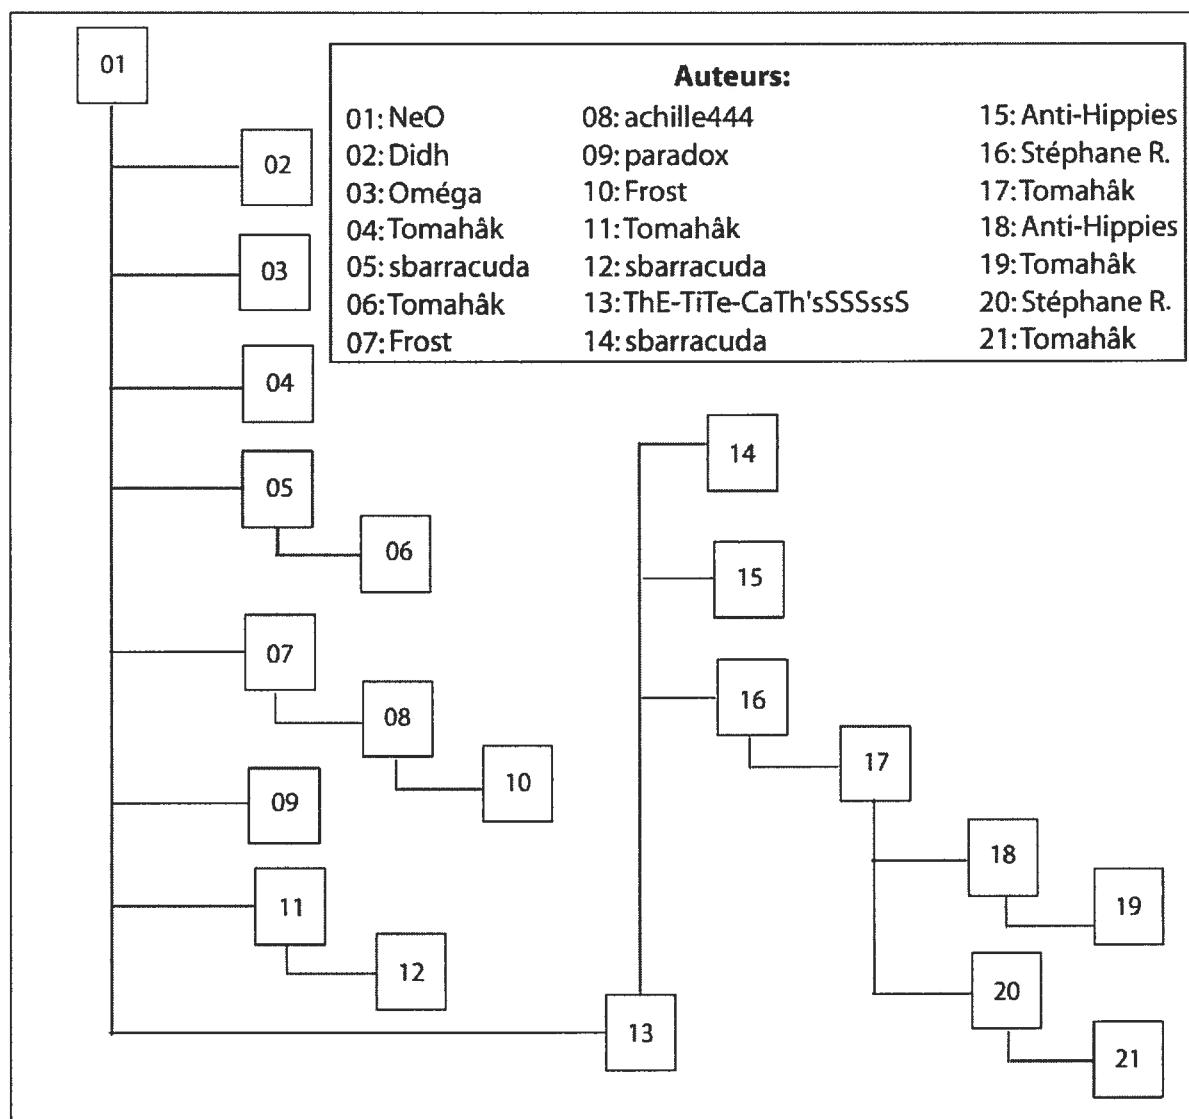 01
Auteurs:
01: NeO
02: Didh
03: Oméga
04: Tomahâk
05: sbarracuda
06: Tomahâk
07: Frost
08: achille444
09: paradox
10: Frost
11: Tomahâk
12: sbarracuda
13: ThE-TiTe-CaTh'sSSSssS
14: sbarracuda
15: Anti-Hippies
16: Stéphane R.
17: Tomahâk
18: Anti-Hippies
19: Tomahâk
20: Stéphane R.
21: Tomahâk
02
03
04
05
06
07
08
10
09
11
12
13
14
15
16
17
18
19
20
21